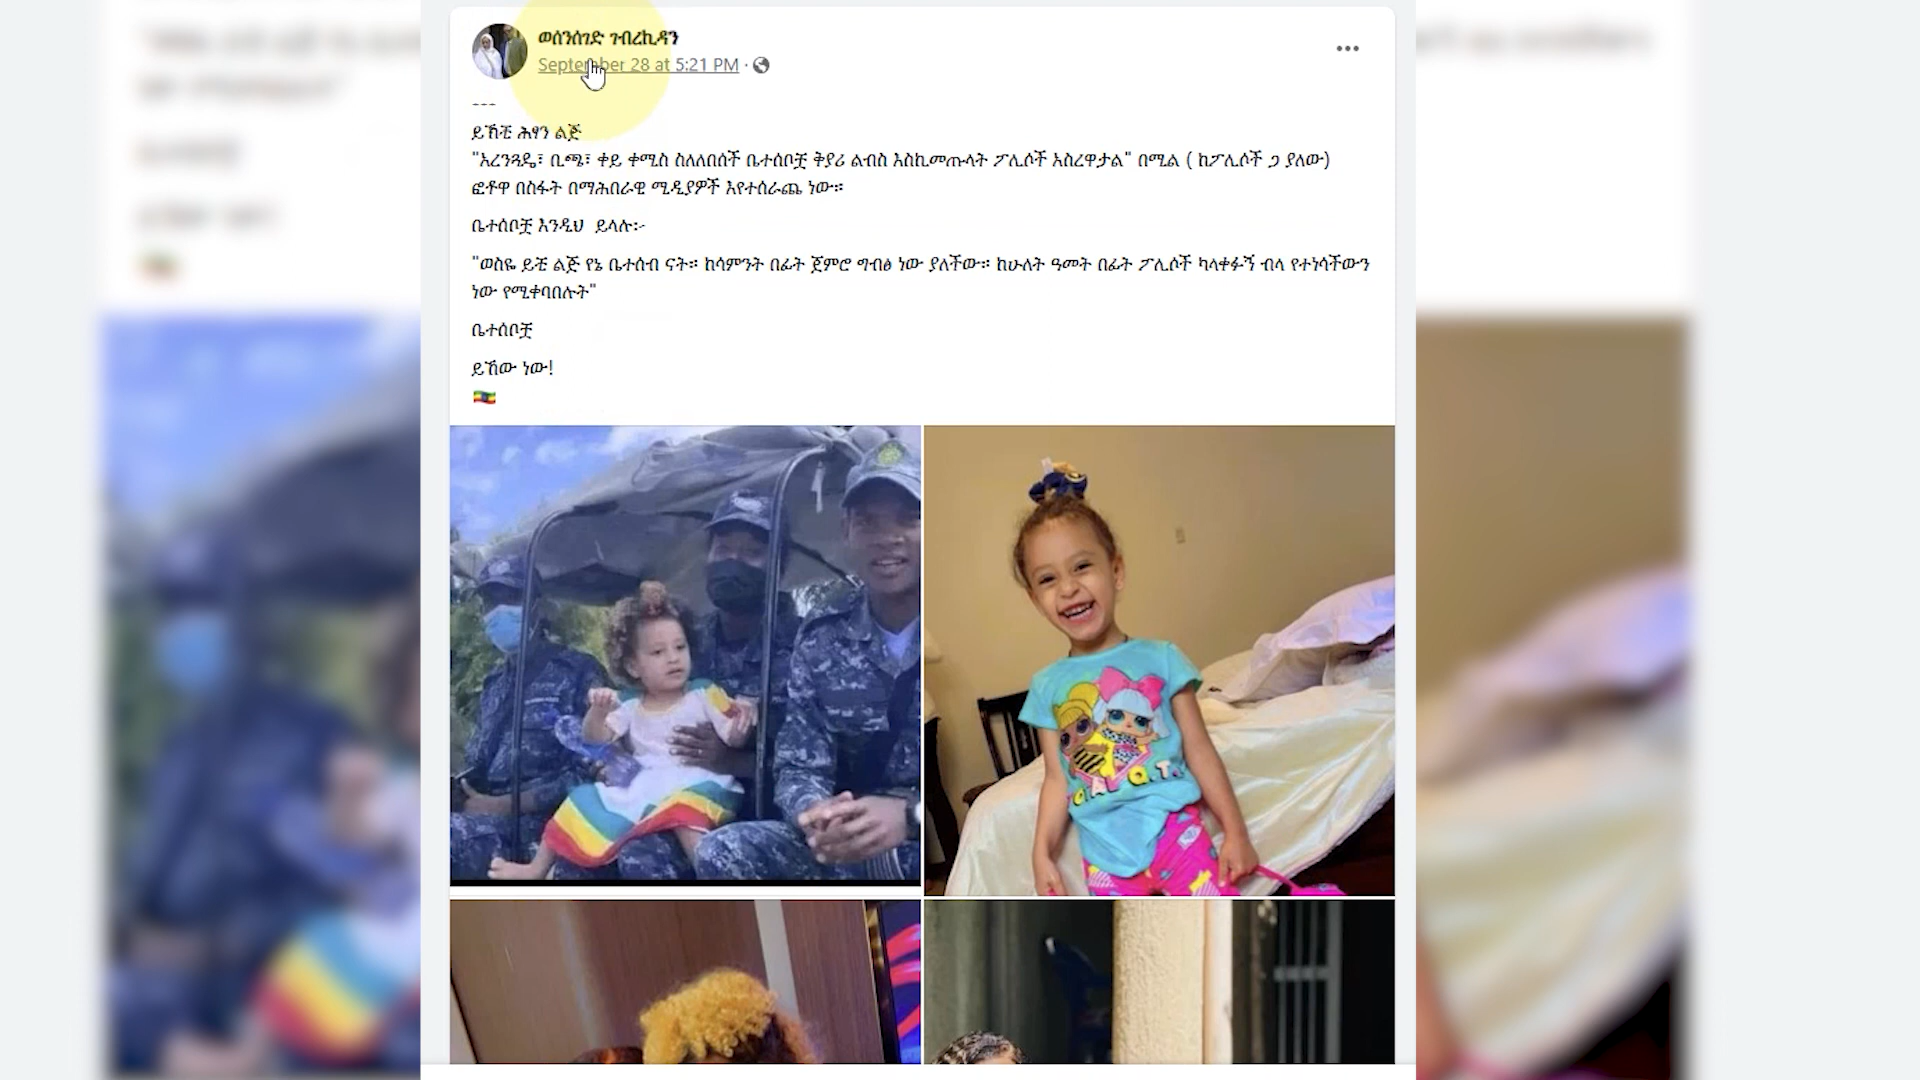 ወሰንሰገድ ገብረኪዳን
September 28 at 5:21 PM ·
---
ይኽቺ ሕፃን ልጅ
"አረንጓዴ፣ ቢጫ፣ ቀይ ቀሚስ ስለለበሰች ቤተሰቦቿ ቅያሪ ልብስ እስኪመጡላት ፖሊሶች አስረዋታል" በሚል ( ከፖሊሶች ጋ ያለው)
ፎቶዋ በስፋት በማሕበራዊ ሚዲያዎች እየተሰራጨ ነው።
ቤተሰቦቿ እንዲህ ይላሉ:-
"ወስዬ ይቺ ልጅ የኔ ቤተሰብ ናት። ከሳምንት በፊት ጀምሮ ግብፅ ነው ያለችው። ከሁለት ዓመት በፊት ፖሊሶች ካላቀፉኝ ብላ የተነሳችውን
ነው የሚቀባበሉት"
ቤተሰቦቿ
ይኸው ነው!